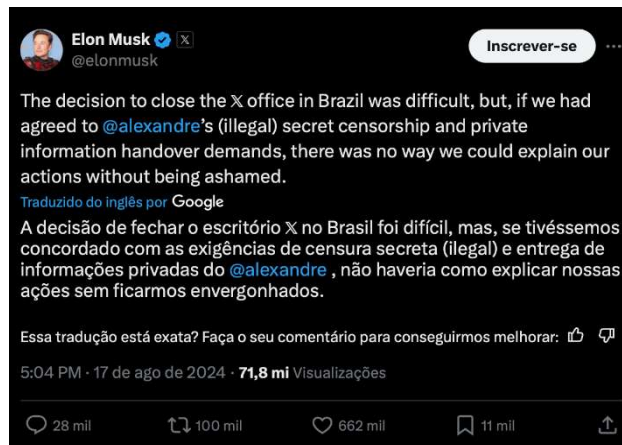 Elon Musk X
@elonmusk
Inscrever-se
The decision to close the 𝕏 office in Brazil was difficult, but, if we had
agreed to @alexandre’s (illegal) secret censorship and private
information handover demands, there was no way we could explain our
actions without being ashamed.
Traduzido do inglês por Google
A decisão de fechar o escritório 𝕏 no Brasil foi difícil, mas, se tivéssemos
concordado com as exigências de censura secreta (ilegal) e entrega de
informações privadas do @alexandre , não haveria como explicar nossas
ações sem ficarmos envergonhados.
Essa tradução está exata? Faça o seu comentário para conseguirmos melhorar:
5:04 PM · 17 de ago de 2024 · 71,8 mi Visualizações
28 mil 100 mil 662 mil 11 mil